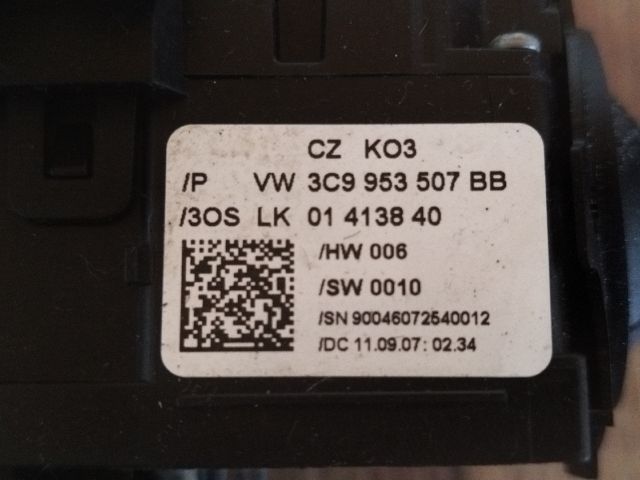 CZ KO3
/P VW 3C9 953 507 BB
/3OS LK 01 4138 40
/HW 006
/SW 0010
/SN 90046072540012
/DC 11.09.07: 02.34